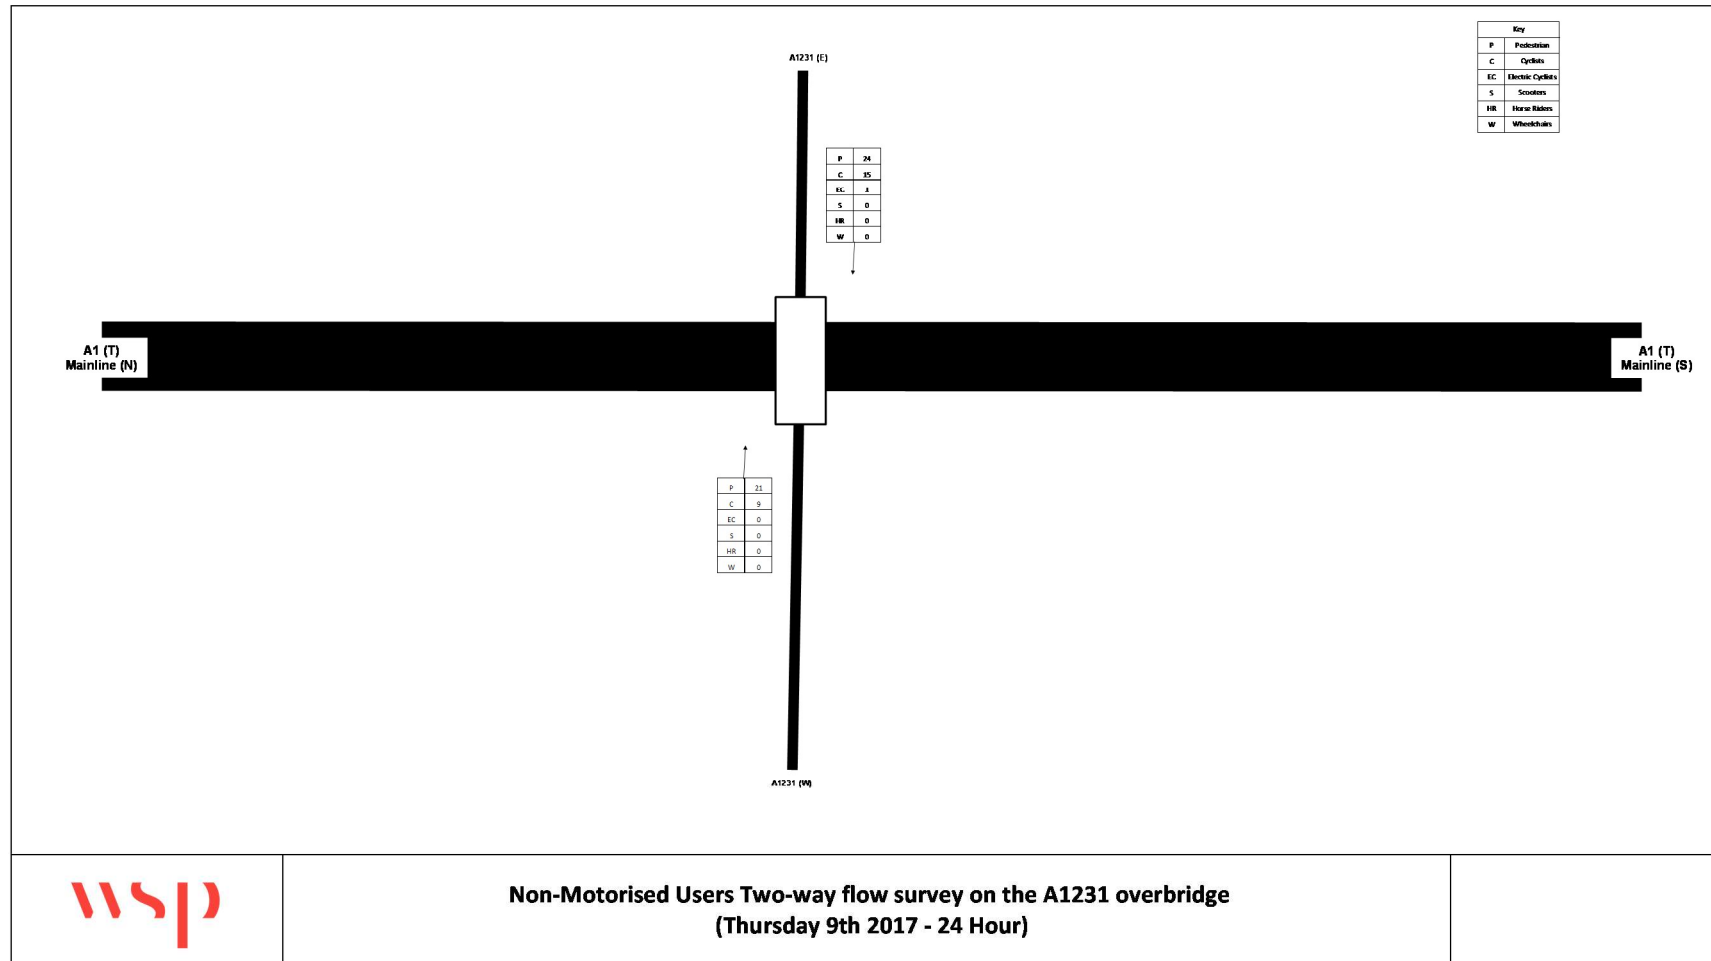 Key
P Pedestrian
C Cyclists
EC Electric Cyclists
S Scooters
HR Horse Riders
W Wheelchairs
A1231 (E)
P 24
C 15
EC 1
S 0
HR 0
W 0
A1 (T)
Mainline (N)
A1 (T)
Mainline (S)
P 21
C 9
EC 0
S 0
HR 0
W 0
A1231 (W)
wsp
Non-Motorised Users Two-way flow survey on the A1231 overbridge
(Thursday 9th 2017 - 24 Hour)